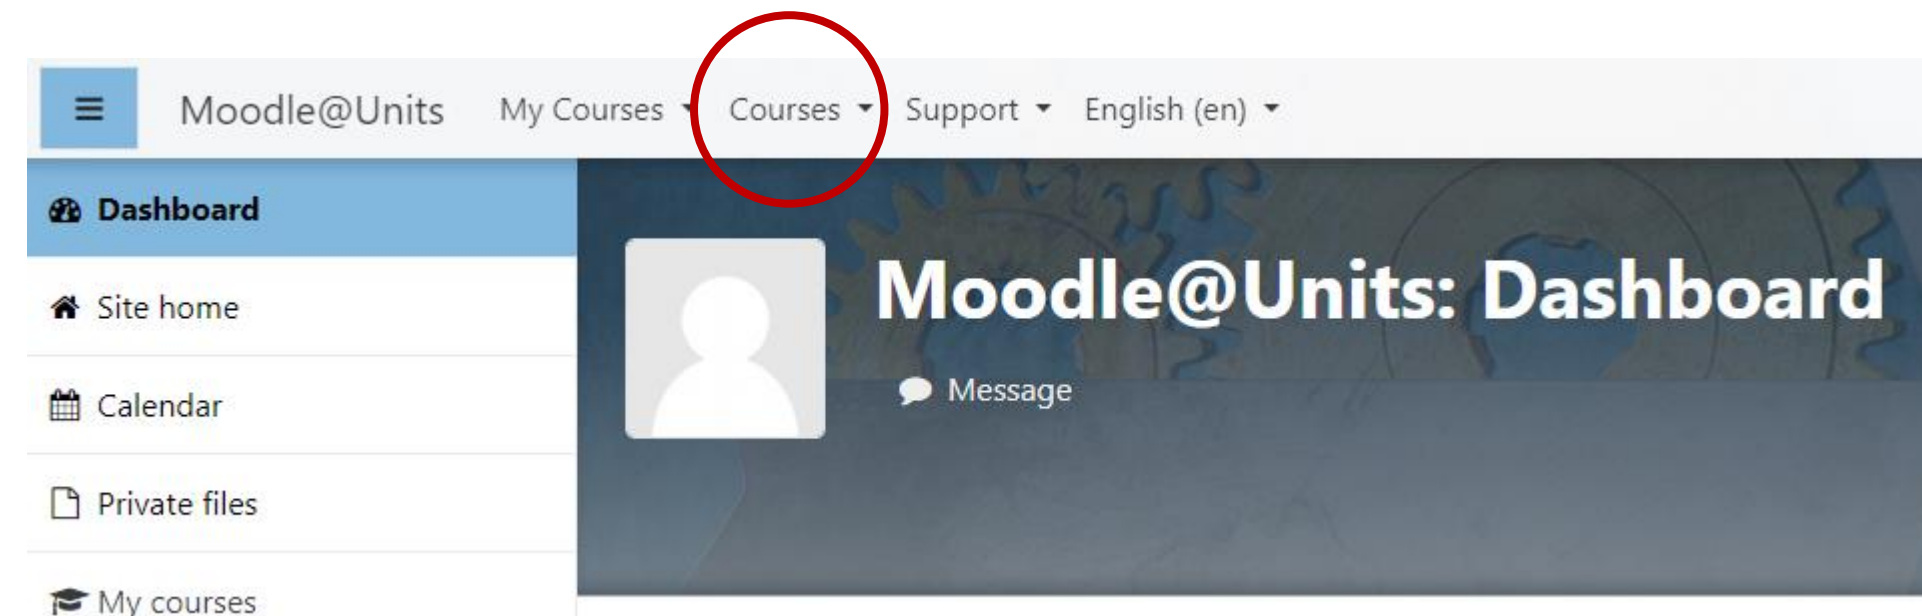 Moodle@Units My Courses Courses Support English (en)
Dashboard
Site home
Calendar
Private files
My courses
Moodle@Units: Dashboard
Message